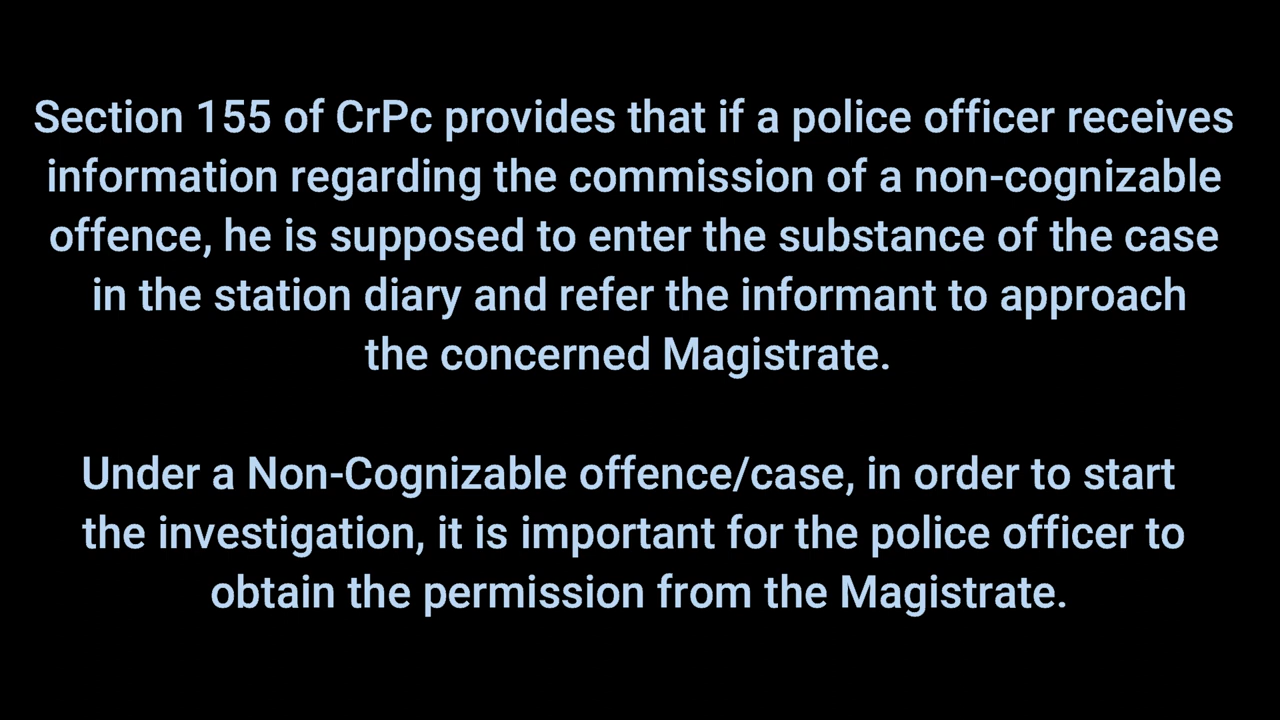 Section 155 of CrPc provides that if a police officer receives
information regarding the commission of a non-cognizable
offence, he is supposed to enter the substance of the case
in the station diary and refer the informant to approach
the concerned Magistrate.
Under a Non-Cognizable offence/case, in order to start
the investigation, it is important for the police officer to
obtain the permission from the Magistrate.